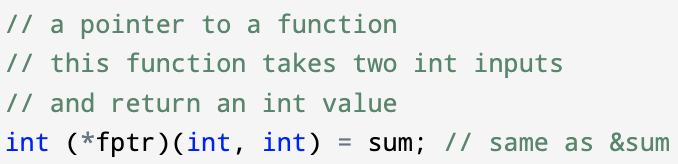 // a pointer to a function
// this function takes two int inputs
// and return an int value
int (*fptr)(int, int) = sum; // same as &sum